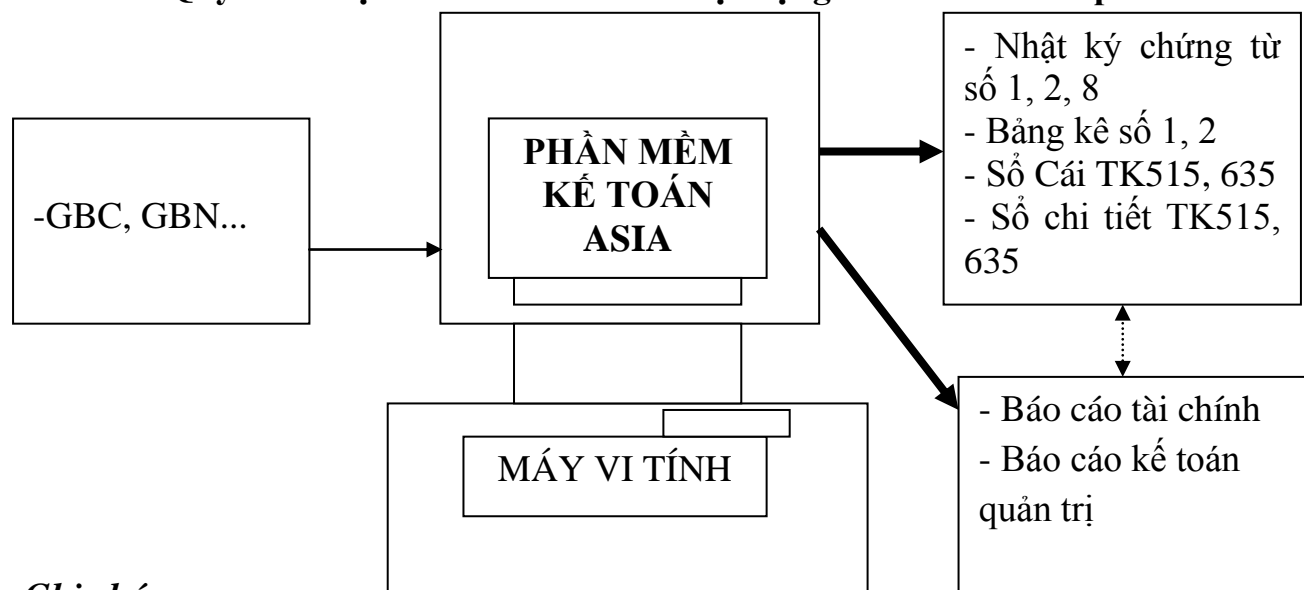 -GBC, GBN...
PHẦN MỀM
KẾ TOÁN
ASIA
MÁY VI TÍNH
- Nhật ký chứng từ
số 1, 2, 8
- Bảng kê số 1, 2
- Sổ Cái TK515, 635
- Sổ chi tiết TK515,
635
- Báo cáo tài chính
- Báo cáo kế toán
quản trị